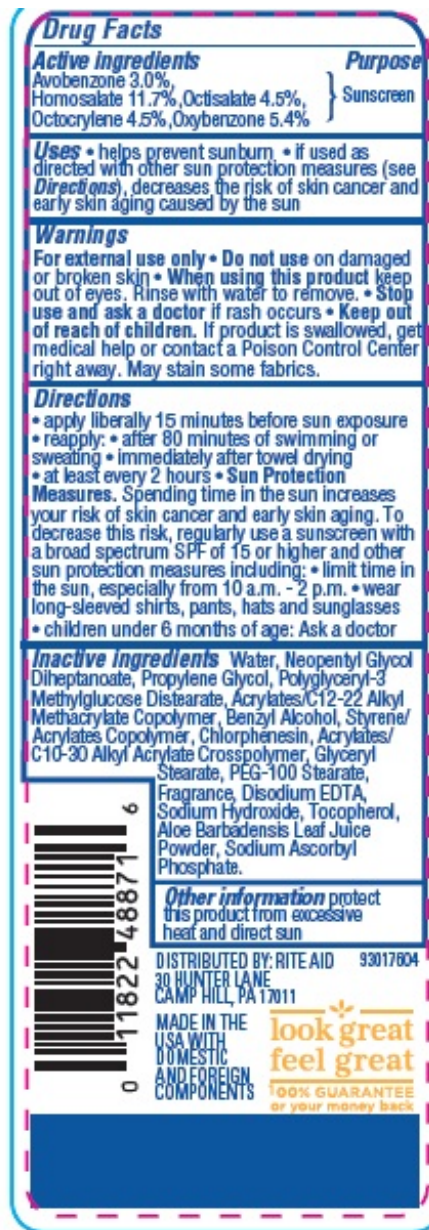 Drug Facts
Active ingredients Purpose
Avobenzone 3.0%,
Homosalate 11.7%,Octisalate 4.5%,
Octocrylene 4.5%,Oxybenzone 5.4%
Sunscreen
Uses • helps prevent sunburn • if used as
directed with other sun protection measures (see
Directions), decreases the risk of skin cancer and
early skin aging caused by the sun
Warnings
For external use only • Do not use on damaged
or broken skin • When using this product keep
out of eyes. Rinse with water to remove. • Stop
use and ask a doctor if rash occurs • Keep out
of reach of children. If product is swallowed, get
medical help or contact a Poison Control Center
right away. May stain some fabrics.
Directions
• apply liberally 15 minutes before sun exposure
• reapply: • after 80 minutes of swimming or
sweating • immediately after towel drying
• at least every 2 hours • Sun Protection
Measures. Spending time in the sun increases
your risk of skin cancer and early skin aging. To
decrease this risk, regularly use a sunscreen with
a broad spectrum SPF of 15 or higher and other
sun protection measures including: • limit time in
the sun, especially from 10 a.m. - 2 p.m. • wear
long-sleeved shirts, pants, hats and sunglasses
• children under 6 months of age: Ask a doctor
Inactive ingredients Water, Neopentyl Glycol
Diheptanoate, Propylene Glycol, Polyglyceryl-3
Methylglucose Distearate, Acrylates/C12-22 Alkyl
Methacrylate Copolymer, Benzyl Alcohol, Styrene/
Acrylates Copolymer, Chlorphenesin, Acrylates/
C10-30 Alkyl Acrylate Crosspolymer, Glyceryl
Stearate, PEG-100 Stearate,
Fragrance, Disodium EDTA,
Sodium Hydroxide, Tocopherol,
Aloe Barbadensis Leaf Juice
Powder, Sodium Ascorbyl
Phosphate.
Other information protect
this product from excessive
heat and direct sun
0 11822 48871 6
DISTRIBUTED BY: RITE AID 93017604
30 HUNTER LANE
CAMP HILL, PA 17011
MADE IN THE
USA WITH
DOMESTIC
AND FOREIGN
COMPONENTS
look great
feel great
100% GUARANTEE
or your money back